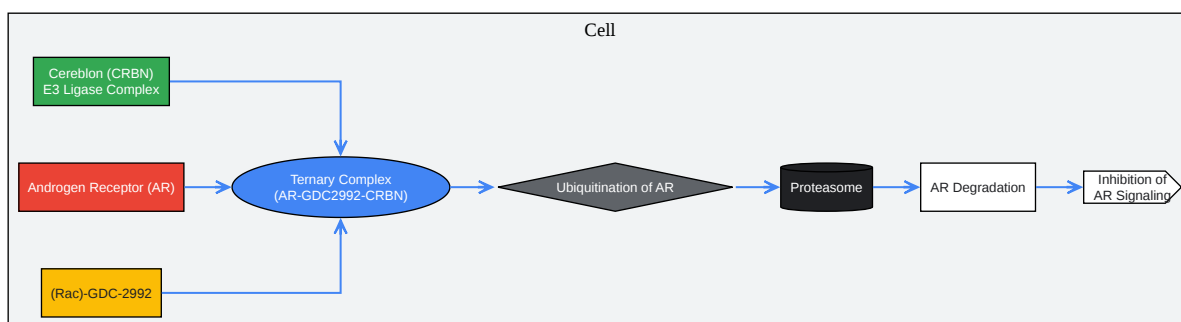 Cell
Cereblon (CRBN)
E3 Ligase Complex
Androgen Receptor (AR)
(Rac)-GDC-2992
Ternary Complex
(AR-GDC2992-CRBN)
Ubiquitination of AR
Proteasome
AR Degradation
Inhibition of
AR Signaling